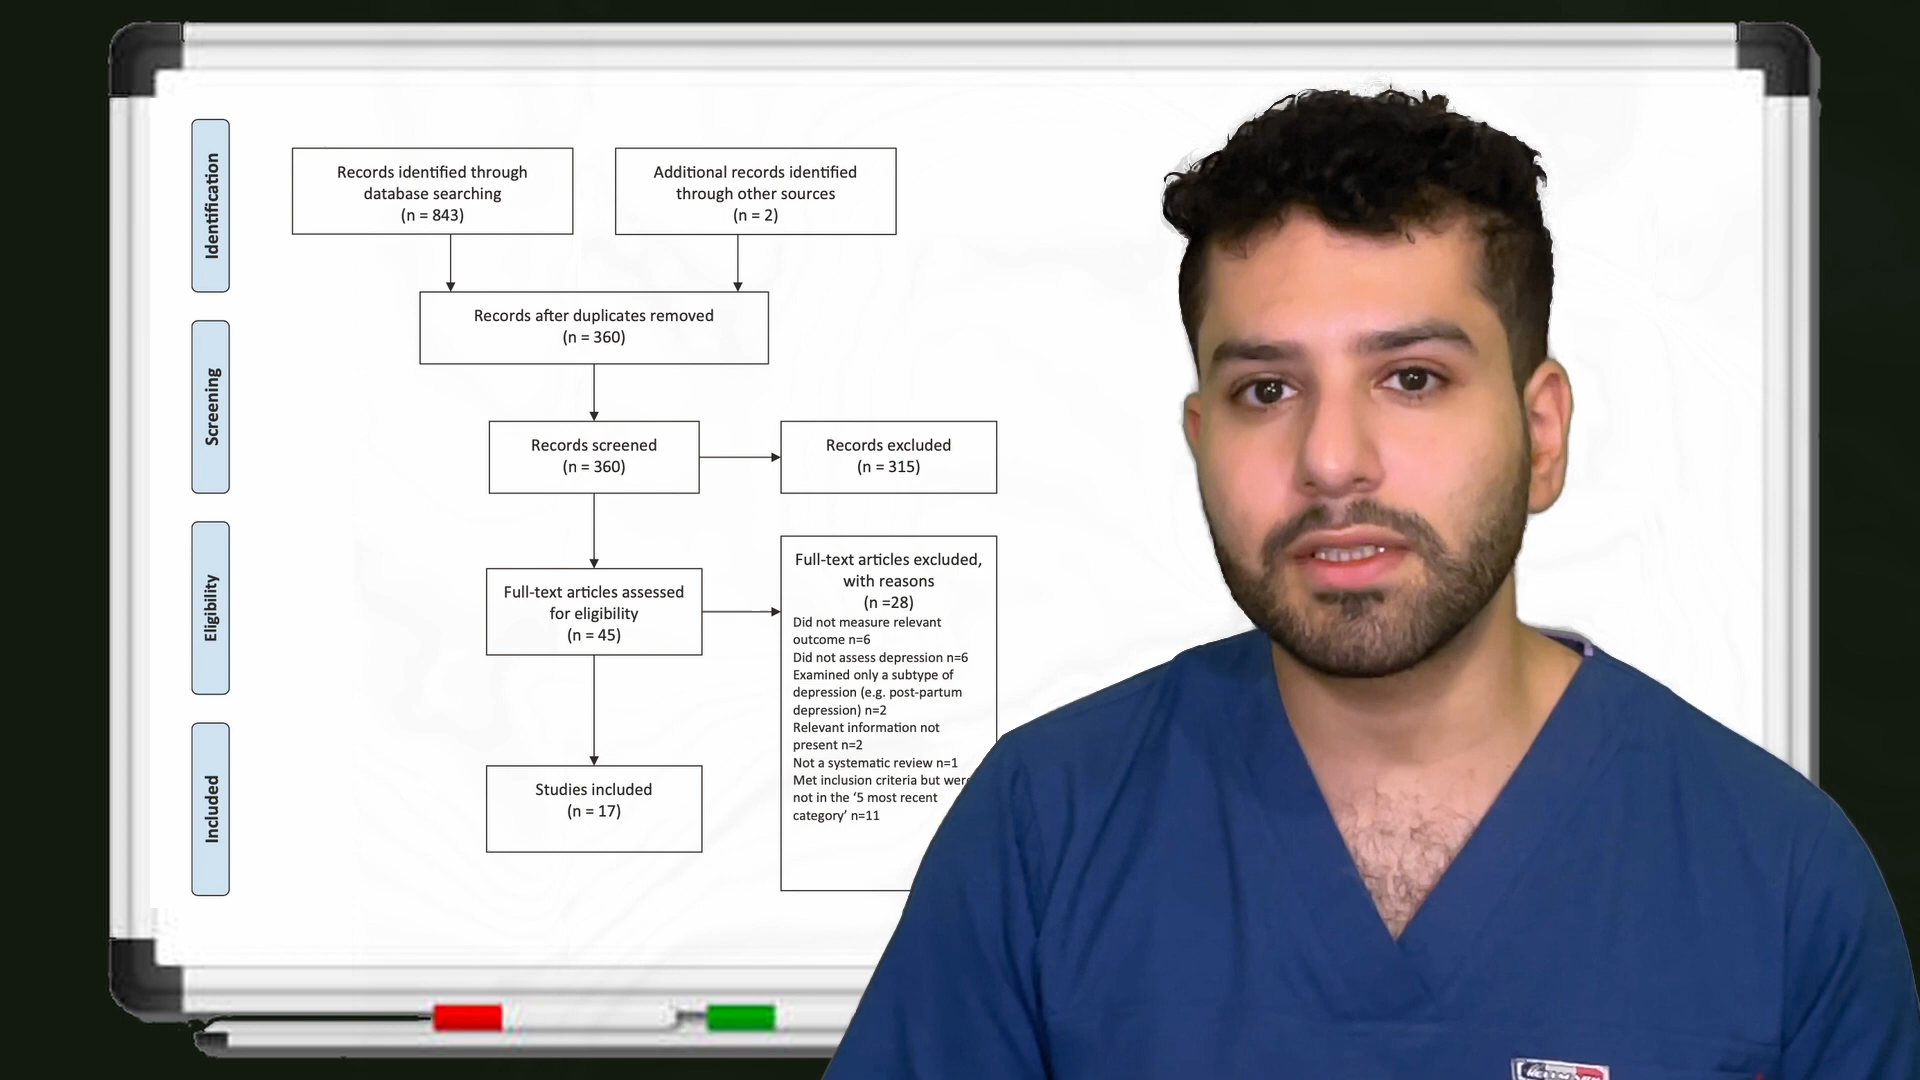 Identification
Records identified through
database searching
(n = 843)
Additional records identified
through other sources
(n = 2)
Records after duplicates removed
(n = 360)
Screening
Records screened
(n = 360)
Records excluded
(n = 315)
Eligibility
Full-text articles assessed
for eligibility
(n = 45)
Full-text articles excluded,
with reasons
(n =28)
Did not measure relevant
outcome n=6
Did not assess depression n=6
Examined only a subtype of
depression (e.g. post-partum
depression) n=2
Relevant information not
present n=2
Not a systematic review n=1
Met inclusion criteria but were
not in the ‘5 most recent
category’ n=11
Included
Studies included
(n = 17)